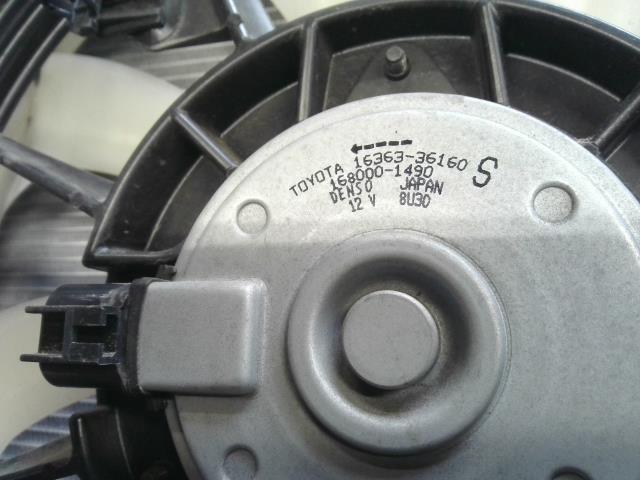 TOYOTA 16363-36160 S
168000-1490
DENSO JAPAN
12 V 8U30